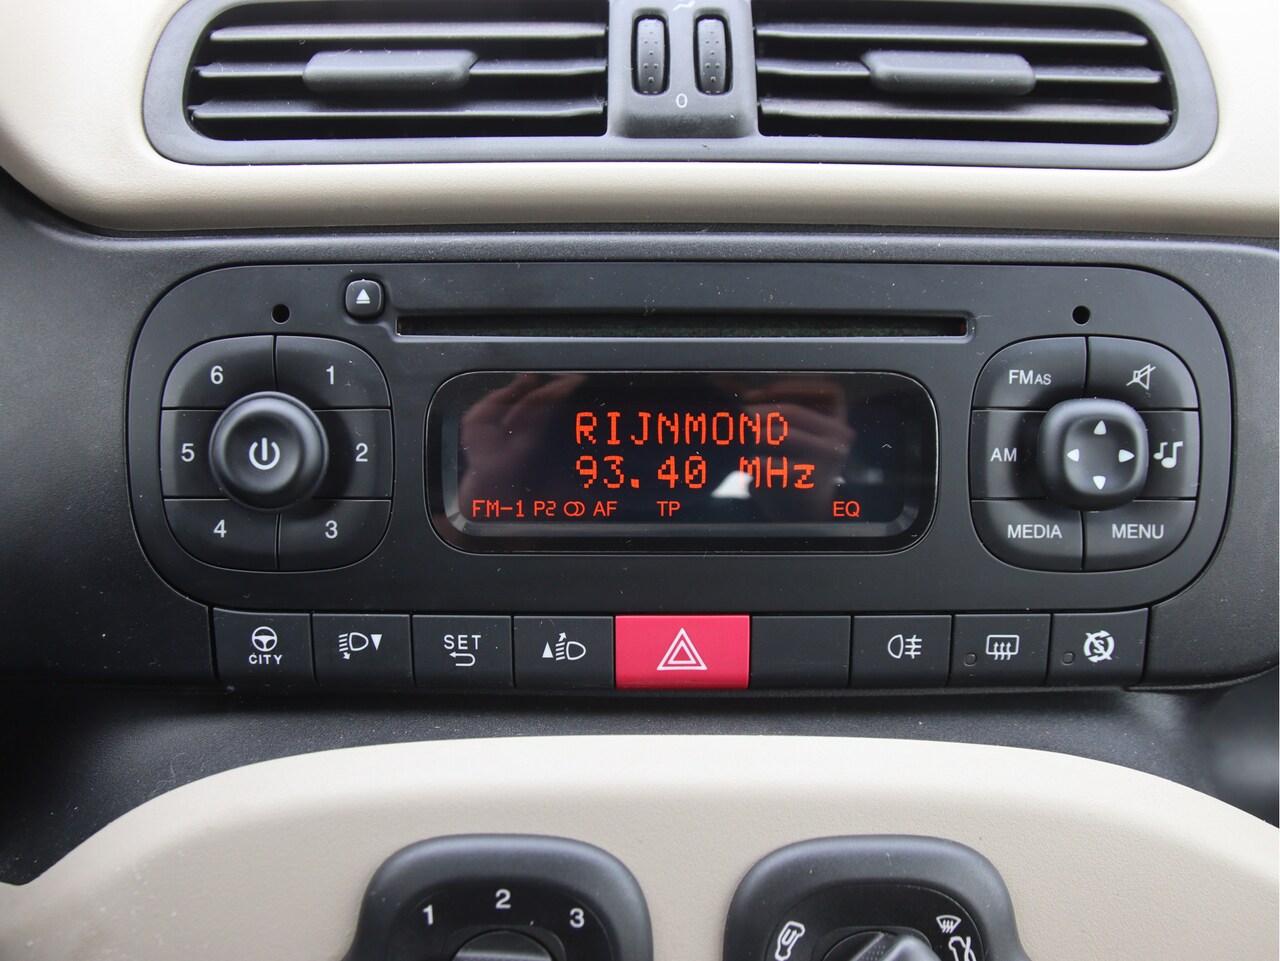 0
6 1
5 2
4 3
RIJNMOND
93.40 MHz
FM-1 P2 AF TP EQ
FMAS
AM
MEDIA MENU
CITY
SET
1 2 3